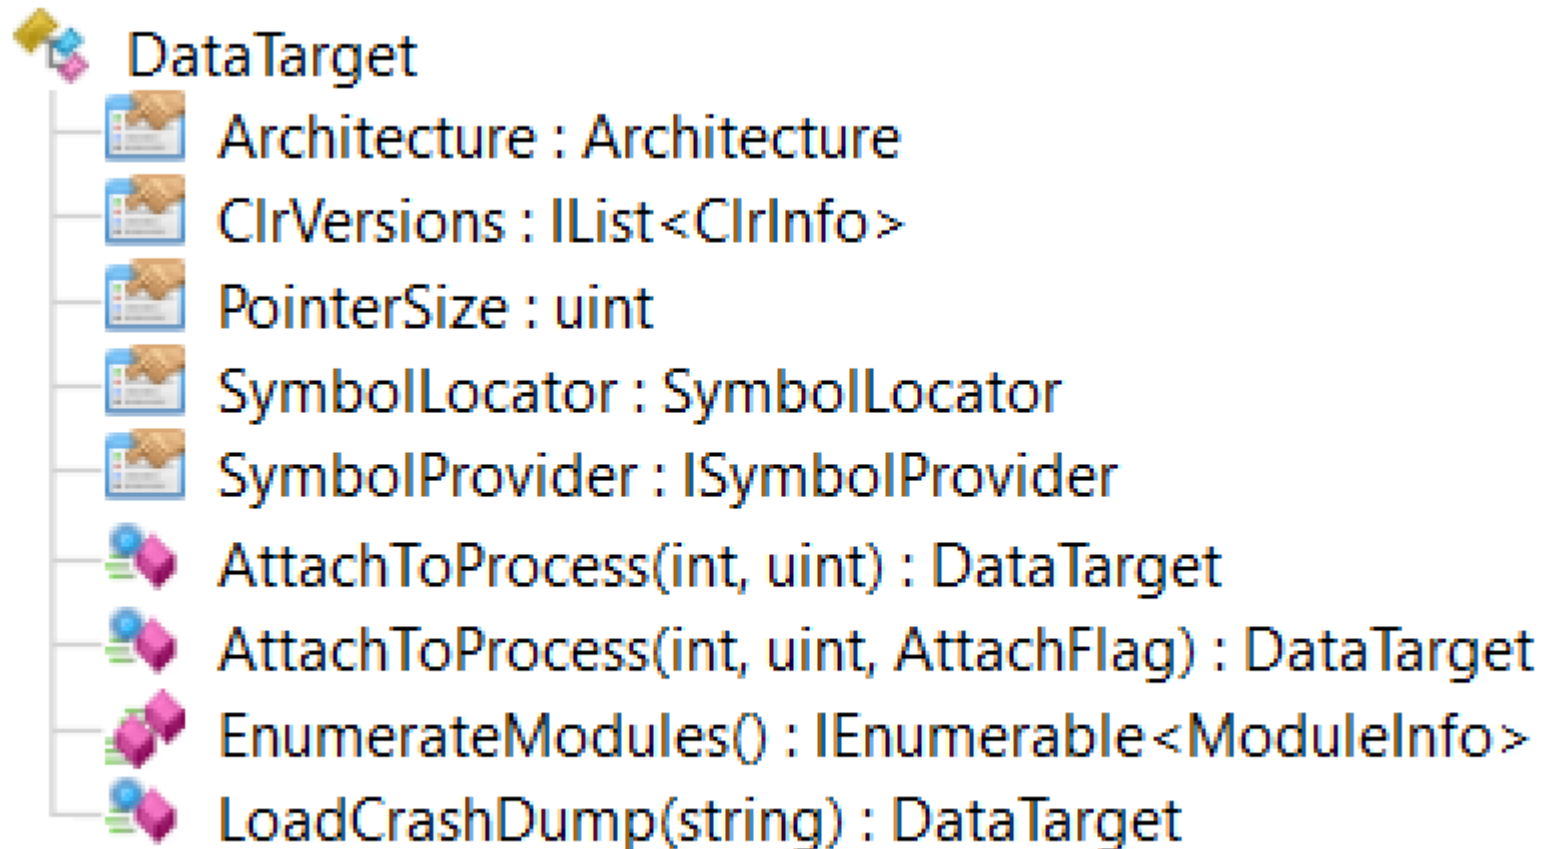 DataTarget
Architecture : Architecture
ClrVersions : IList<ClrInfo>
PointerSize : uint
SymbolLocator : SymbolLocator
SymbolProvider : ISymbolProvider
AttachToProcess(int, uint) : DataTarget
AttachToProcess(int, uint, AttachFlag) : DataTarget
EnumerateModules() : IEnumerable<ModuleInfo>
LoadCrashDump(string) : DataTarget